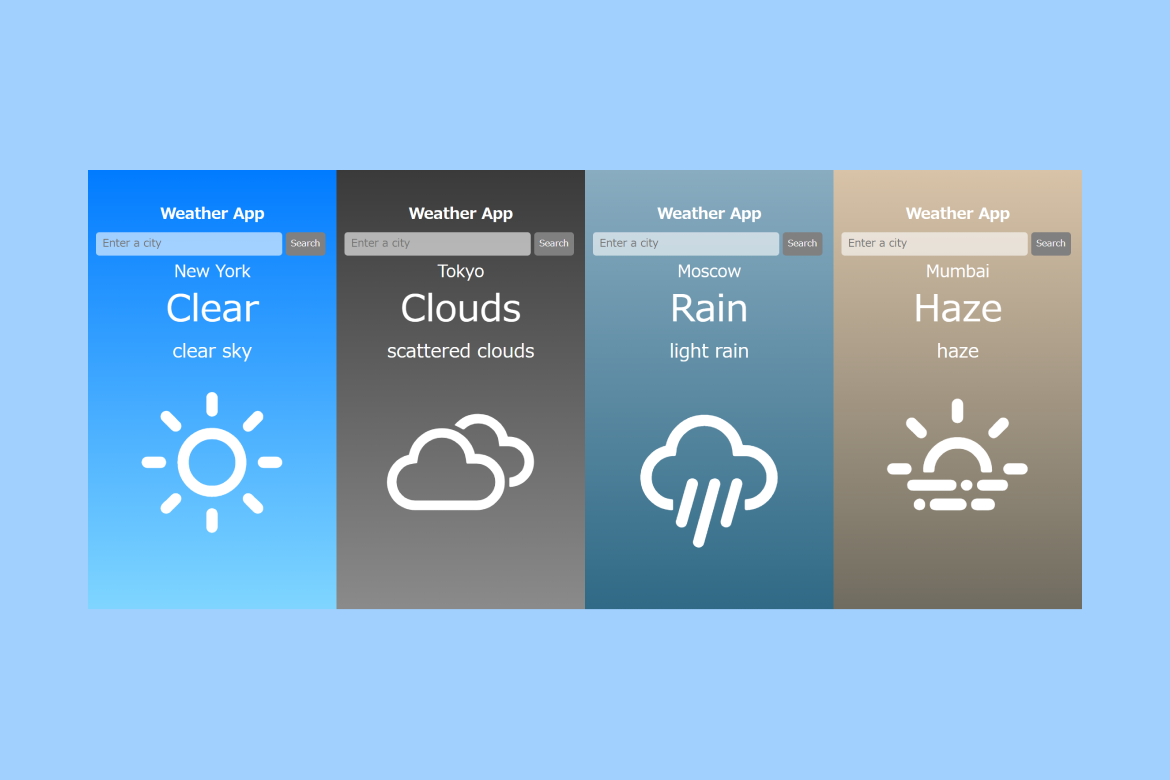 Weather App
Enter a city Search
New York
Clear
clear sky
Weather App
Enter a city Search
Tokyo
Clouds
scattered clouds
Weather App
Enter a city Search
Moscow
Rain
light rain
Weather App
Enter a city Search
Mumbai
Haze
haze